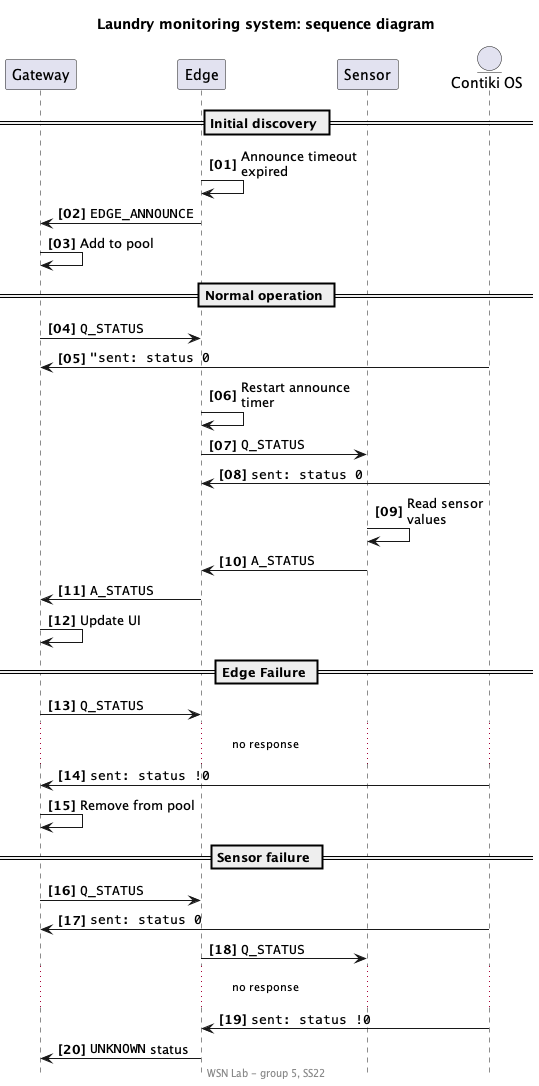 Laundry monitoring system: sequence diagram
Gateway Edge Sensor Contiki OS
Initial discovery
[01] Announce timeout
expired
[02] EDGE_ANNOUNCE
[03] Add to pool
Normal operation
[04] Q_STATUS
[05] "sent: status 0
[06] Restart announce
timer
[07] Q_STATUS
[08] sent: status 0
[09] Read sensor
values
[10] A_STATUS
[11] A_STATUS
[12] Update UI
Edge Failure
[13] Q_STATUS
no response
[14] sent: status !0
[15] Remove from pool
Sensor failure
[16] Q_STATUS
[17] sent: status 0
[18] Q_STATUS
no response
[19] sent: status !0
[20] UNKNOWN status
WSN Lab - group 5, SS22